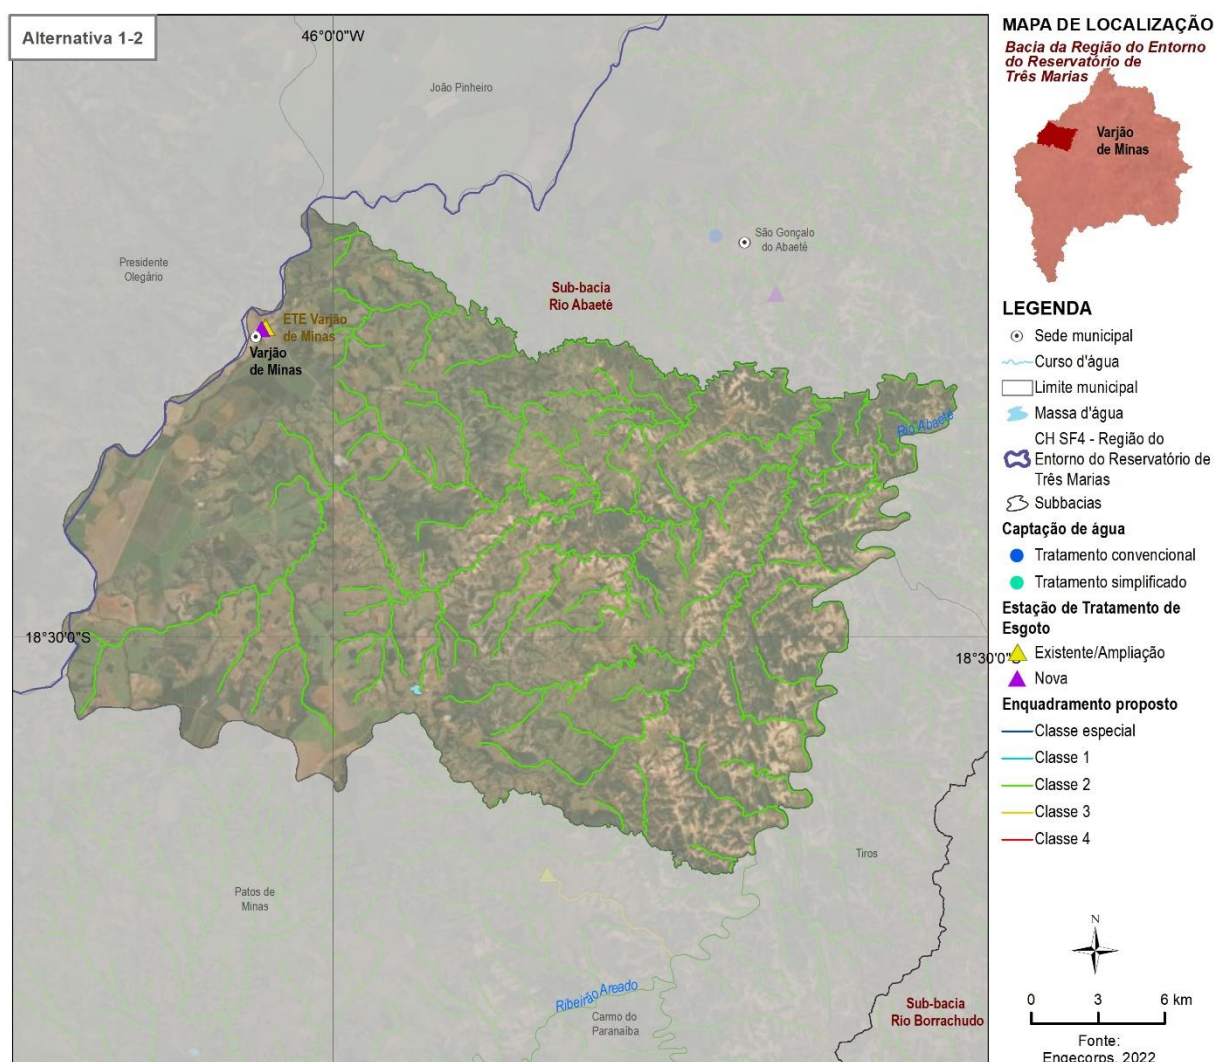 Alternativa 1-2
46°0'0"W
João Pinheiro
Presidente
Olegário
São Gonçalo
do Abaeté
Sub-bacia
Rio Abaeté
ETE Varjão
de Minas
Varjão
de Minas
Rio Abaeté
18°30'0"S
18°30'0"S
Tiros
Patos de
Minas
Ribeirão Areado
Carmo do
Paranaíba
Sub-bacia
Rio Borrachudo
MAPA DE LOCALIZAÇÃO
Bacia da Região do Entorno
do Reservatório de
Três Marias
Varjão
de Minas
LEGENDA
Sede municipal
Curso d'água
Limite municipal
Massa d'água
CH SF4 - Região do
Entorno do Reservatório de
Três Marias
Subbacias
Captação de água
Tratamento convencional
Tratamento simplificado
Estação de Tratamento de
Esgoto
Existente/Ampliação
Nova
Enquadramento proposto
Classe especial
Classe 1
Classe 2
Classe 3
Classe 4
N
0 3 6 km
Fonte:
Engecorps, 2022